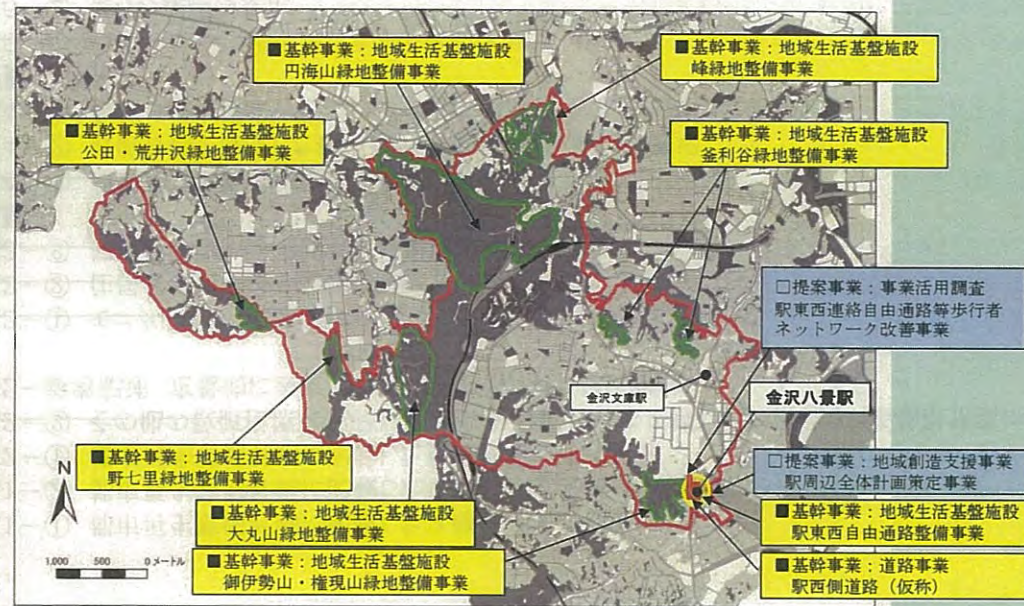 ■基幹事業：地域生活基盤施設
円海山緑地整備事業
■基幹事業：地域生活基盤施設
峰緑地整備事業
■基幹事業：地域生活基盤施設
公田・荒井沢緑地整備事業
■基幹事業：地域生活基盤施設
釜利谷緑地整備事業
□提案事業：事業活用調査
駅東西連絡自由通路等歩行者
ネットワーク改善事業
金沢文庫駅
金沢八景駅
■基幹事業：地域生活基盤施設
野七里緑地整備事業
□提案事業：地域創造支援事業
駅周辺全体計画策定事業
■基幹事業：地域生活基盤施設
大丸山緑地整備事業
■基幹事業：地域生活基盤施設
駅東西自由通路整備事業
■基幹事業：地域生活基盤施設
御伊勢山・権現山緑地整備事業
■基幹事業：道路事業
駅西側道路（仮称）
N
1,000 500 0 メートル